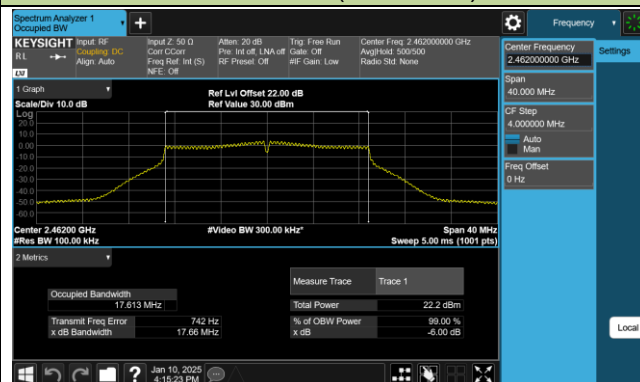 Spectrum Analyzer 1
Occupied BW
Frequency
KEYSIGHT
RL
Input: RF
Coupling: DC
Align: Auto
Input Z: 50 Ω
Corr CCorr
Freq Ref: Int (S)
NFE: Off
Atten: 20 dB
Pre: Int off, LNA off
RF Preset: Off
Trig: Free Run
Gate: Off
#IF Gain: Low
Center Freq: 2.462000000 GHz
Avg|Hold: 500/500
Radio Std: None
LXI
Center Frequency
2.462000000 GHz
Settings
Span
40.000 MHz
CF Step
4.000000 MHz
Auto
Man
Freq Offset
0 Hz
Local
1 Graph
Scale/Div 10.0 dB
Ref Lvl Offset 22.00 dB
Ref Value 30.00 dBm
Log
20.0
10.0
0.00
-10.0
-20.0
-30.0
-40.0
-50.0
-60.0
Center 2.46200 GHz
#Video BW 300.00 kHz*
Span 40 MHz
#Res BW 100.00 kHz
Sweep 5.00 ms (1001 pts)
2 Metrics
Measure Trace
Trace 1
Occupied Bandwidth
17.613 MHz
Total Power
22.2 dBm
Transmit Freq Error
742 Hz
% of OBW Power
99.00 %
x dB Bandwidth
17.66 MHz
x dB
-6.00 dB
?
Jan 10, 2025
4:15:23 PM